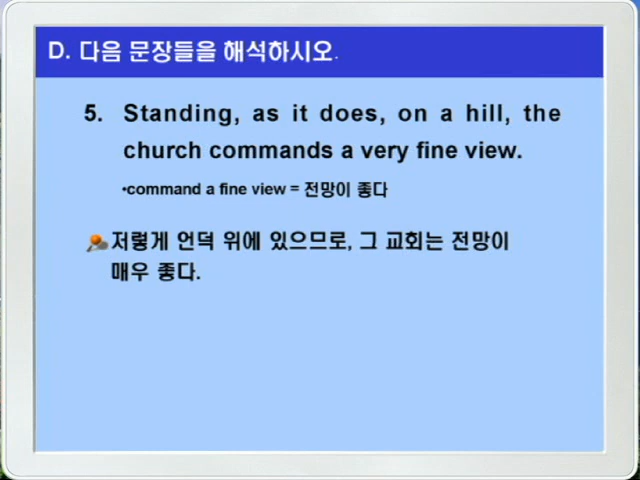 D. 다음 문장들을 해석하시오.
5. Standing, as it does, on a hill, the
church commands a very fine view.
•command a fine view = 전망이 좋다
저렇게 언덕 위에 있으므로, 그 교회는 전망이
매우 좋다.